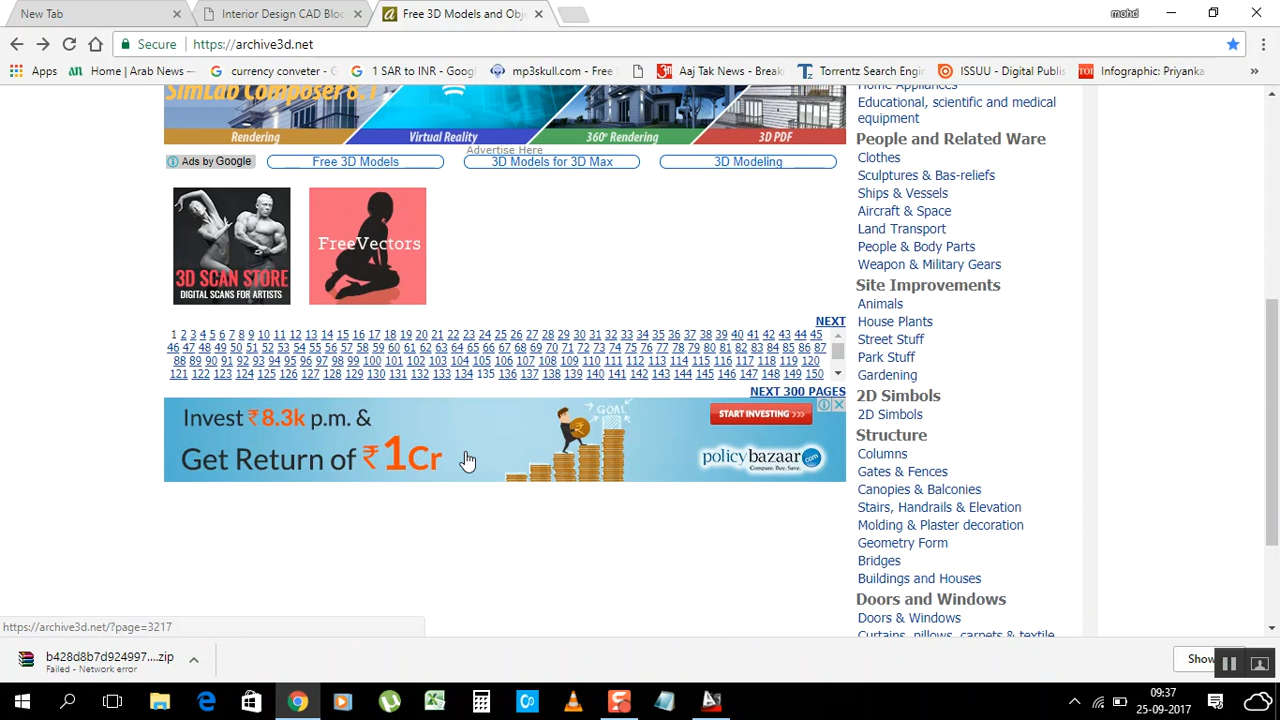 New Tab
Interior Design CAD Bloc
Free 3D Models and Obj
mohd
Secure
https://archive3d.net
Apps
Home | Arab News —
currency conveter - G
1 SAR to INR - Googl
mp3skull.com - Free
Aaj Tak News - Break
Torrentz Search Engin
ISSUU - Digital Publis
Infographic: Priyanka
SimLab Composer 8.1
Rendering
Virtual Reality
360° Rendering
3D PDF
Advertise Here
Ads by Google
Free 3D Models
3D Models for 3D Max
3D Modeling
3D SCAN STORE
DIGITAL SCANS FOR ARTISTS
FreeVectors
NEXT
1 2 3 4 5 6 7 8 9 10 11 12 13 14 15 16 17 18 19 20 21 22 23 24 25 26 27 28 29 30 31 32 33 34 35 36 37 38 39 40 41 42 43 44 45
46 47 48 49 50 51 52 53 54 55 56 57 58 59 60 61 62 63 64 65 66 67 68 69 70 71 72 73 74 75 76 77 78 79 80 81 82 83 84 85 86 87
88 89 90 91 92 93 94 95 96 97 98 99 100 101 102 103 104 105 106 107 108 109 110 111 112 113 114 115 116 117 118 119 120
121 122 123 124 125 126 127 128 129 130 131 132 133 134 135 136 137 138 139 140 141 142 143 144 145 146 147 148 149 150
NEXT 300 PAGES
Invest ₹8.3k p.m. &
Get Return of ₹1Cr
GOAL
START INVESTING >>>
policybazaar.com
Compare. Buy. Save.
Home Appliances
Educational, scientific and medical
equipment
People and Related Ware
Clothes
Sculptures & Bas-reliefs
Ships & Vessels
Aircraft & Space
Land Transport
People & Body Parts
Weapon & Military Gears
Site Improvements
Animals
House Plants
Street Stuff
Park Stuff
Gardening
2D Simbols
2D Simbols
Structure
Columns
Gates & Fences
Canopies & Balconies
Stairs, Handrails & Elevation
Molding & Plaster decoration
Geometry Form
Bridges
Buildings and Houses
Doors and Windows
Doors & Windows
Curtains, pillows, carpets & textile
https://archive3d.net/?page=3217
b428d8b7d924997....zip
Failed - Network error
Show
09:37
25-09-2017